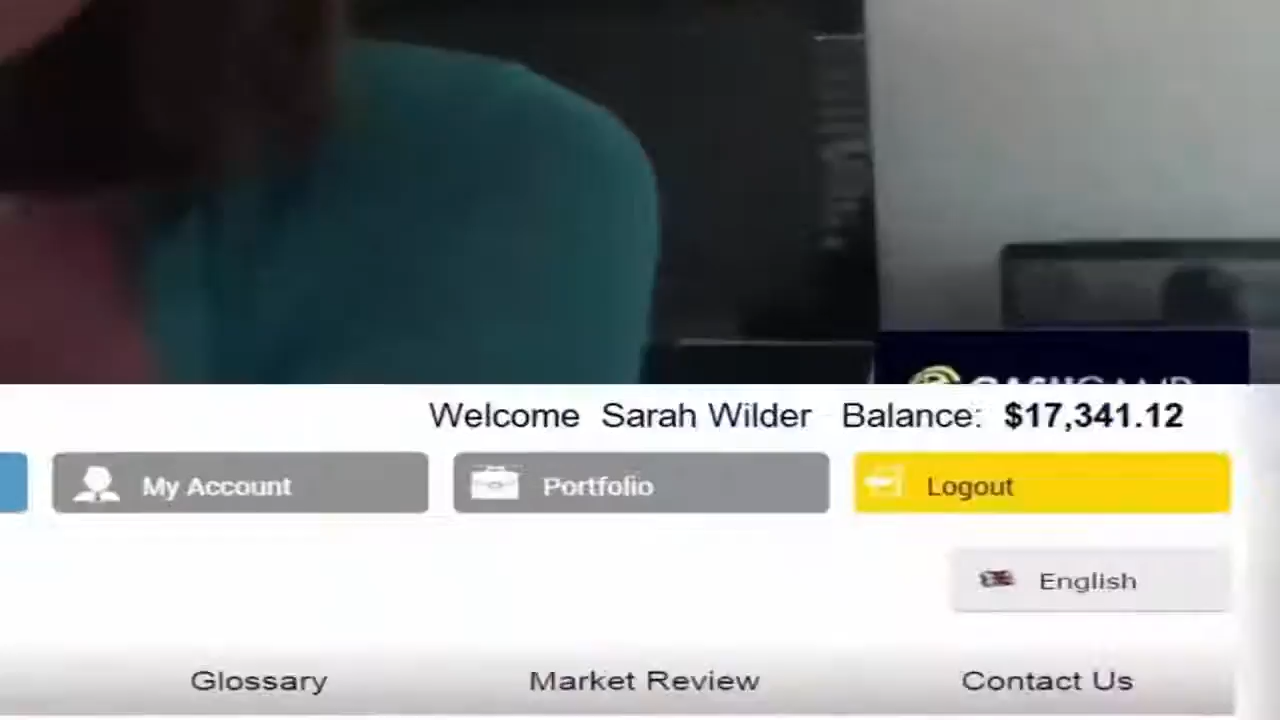 Welcome Sarah Wilder Balance: $17,341.12
My Account
Portfolio
Logout
English
Glossary
Market Review
Contact Us